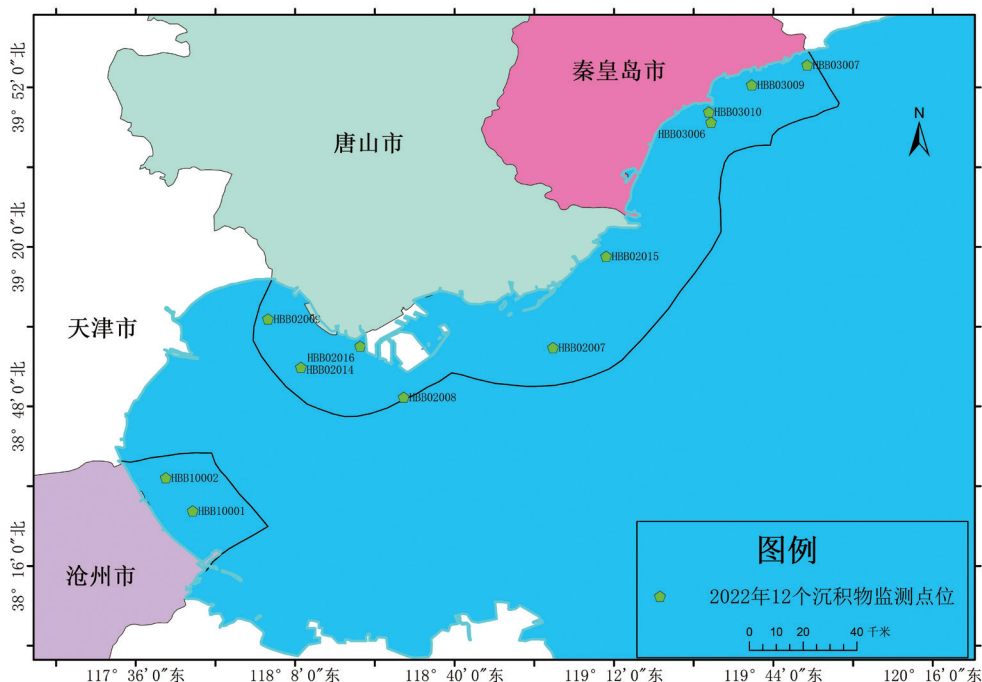 秦皇岛市
HBB03007
HBB03009
39° 52′ 0″北
HBB03010
HBB03006
N
唐山市
39° 20′ 0″北
HBB02015
天津市
HBB02009
HBB02016
HBB02014
HBB02007
38° 48′ 0″北
HBB02008
HBB10002
HBB10001
38° 16′ 0″北
沧州市
图例
2022年12个沉积物监测点位
0 10 20 40 千米
117° 36′ 0″东 118° 8′ 0″东 118° 40′ 0″东 119° 12′ 0″东 119° 44′ 0″东 120° 16′ 0″东